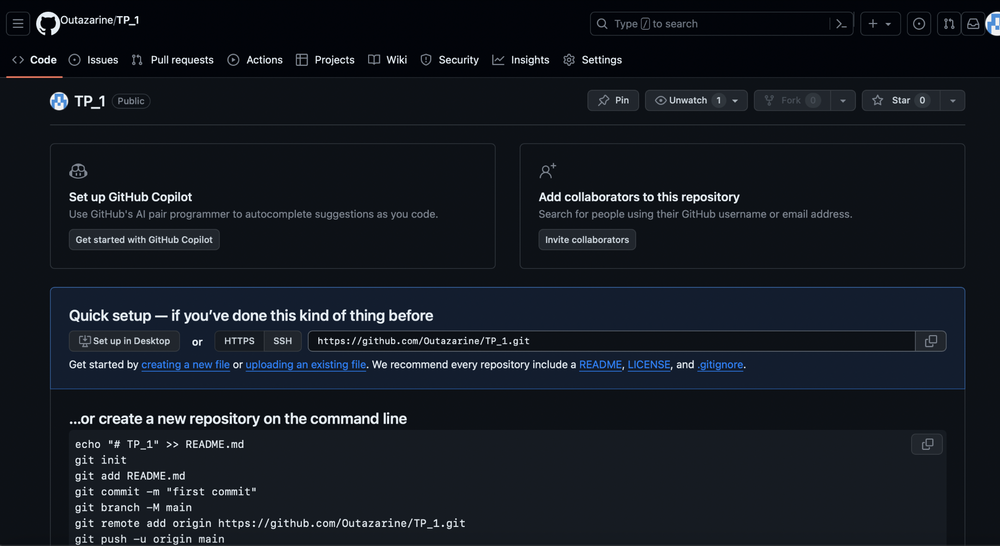 Outazarine/TP_1
Type / to search
Code Issues Pull requests Actions Projects Wiki Security Insights Settings
TP_1 Public
Pin Unwatch 1 Fork 0 Star 0
Set up GitHub Copilot
Use GitHub's AI pair programmer to autocomplete suggestions as you code.
Get started with GitHub Copilot
Add collaborators to this repository
Search for people using their GitHub username or email address.
Invite collaborators
Quick setup — if you’ve done this kind of thing before
Set up in Desktop or HTTPS SSH https://github.com/Outazarine/TP_1.git
Get started by creating a new file or uploading an existing file. We recommend every repository include a README, LICENSE, and .gitignore.
…or create a new repository on the command line
echo "# TP_1" >> README.md
git init
git add README.md
git commit -m "first commit"
git branch -M main
git remote add origin https://github.com/Outazarine/TP_1.git
git push -u origin main